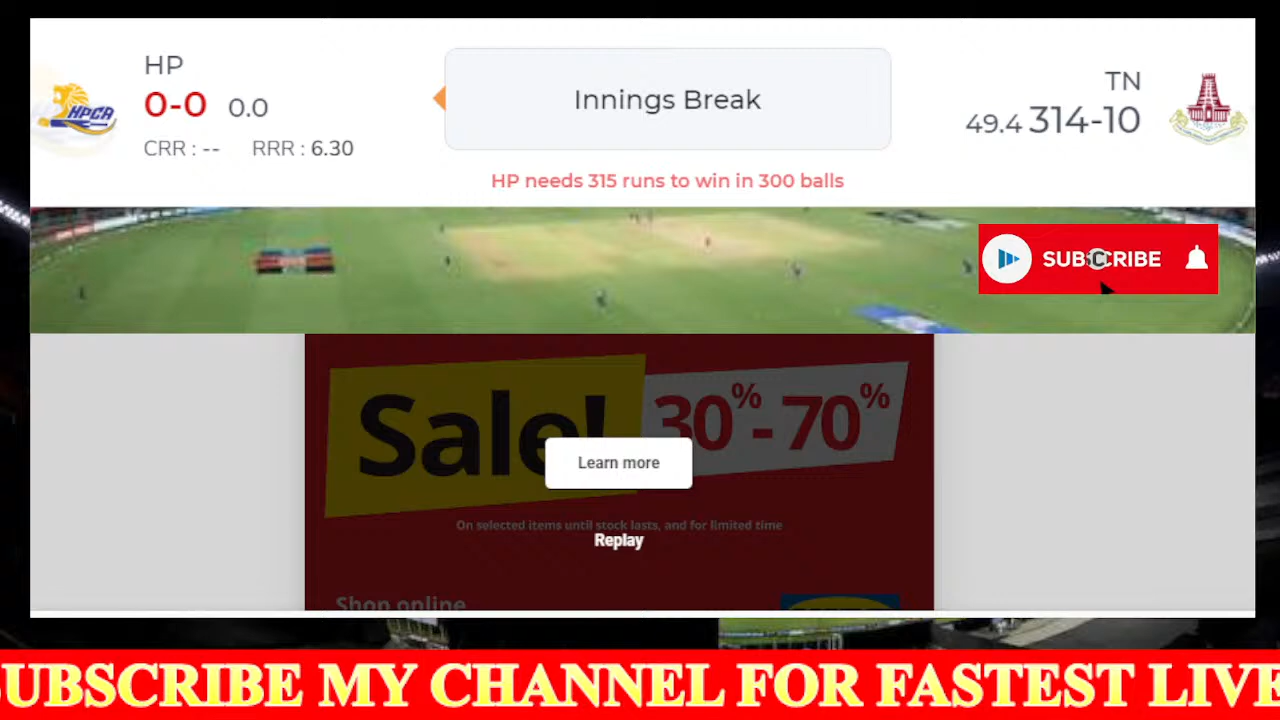 HP
0-0 0.0
CRR : -- RRR : 6.30
HPCA
Innings Break
HP needs 315 runs to win in 300 balls
TN
49.4 314-10
SUBSCRIBE
Sale! 30%-70%
Learn more
On selected items until stock lasts, and for limited time
Replay
Shop online
SUBSCRIBE MY CHANNEL FOR FASTEST LIVE